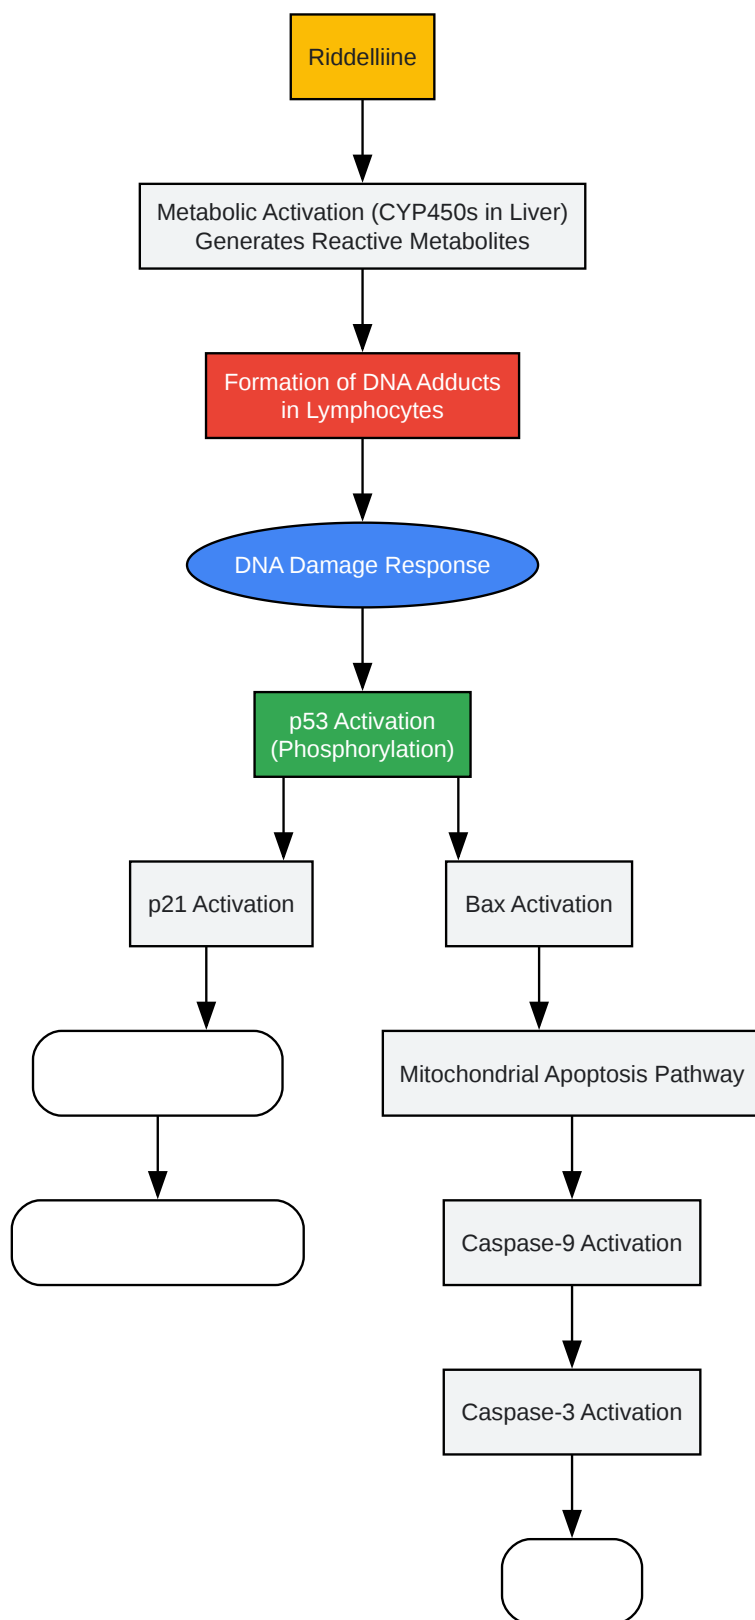 Riddelliine
Metabolic Activation (CYP450s in Liver)
Generates Reactive Metabolites
Formation of DNA Adducts
in Lymphocytes
DNA Damage Response
p53 Activation
(Phosphorylation)
p21 Activation
Bax Activation
Mitochondrial Apoptosis Pathway
Caspase-9 Activation
Caspase-3 Activation